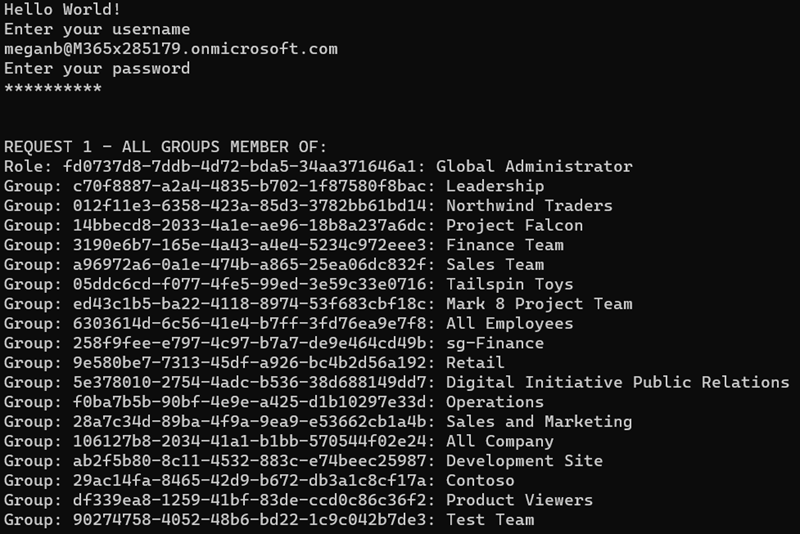 Hello World!
Enter your username
meganb@M365x285179.onmicrosoft.com
Enter your password
**********
REQUEST 1 - ALL GROUPS MEMBER OF:
Role: fd0737d8-7ddb-4d72-bda5-34aa371646a1: Global Administrator
Group: c70f8887-a2a4-4835-b702-1f87580f8bac: Leadership
Group: 012f11e3-6358-423a-85d3-3782bb61bd14: Northwind Traders
Group: 14bbecd8-2033-4a1e-ae96-18b8a237a6dc: Project Falcon
Group: 3190e6b7-165e-4a43-a4e4-5234c972eee3: Finance Team
Group: a96972a6-0a1e-474b-a865-25ea06dc832f: Sales Team
Group: 05ddc6cd-f077-4fe5-99ed-3e59c33e0716: Tailspin Toys
Group: ed43c1b5-ba22-4118-8974-53f683cbf18c: Mark 8 Project Team
Group: 6303614d-6c56-41e4-b7ff-3fd76ea9e7f8: All Employees
Group: 258f9fee-e797-4c97-b7a7-de9e464cd49b: sg-Finance
Group: 9e580be7-7313-45df-a926-bc4b2d56a192: Retail
Group: 5e378010-2754-4adc-b536-38d688149dd7: Digital Initiative Public Relations
Group: f0ba7b5b-90bf-4e9e-a425-d1b10297e33d: Operations
Group: 28a7c34d-89ba-4f9a-9ea9-e53662cb1a4b: Sales and Marketing
Group: 106127b8-2034-41a1-b1bb-570544f02e24: All Company
Group: ab2f5b80-8c11-4532-883c-e74beec25987: Development Site
Group: 29ac14fa-8465-42d9-b672-db3a1c8cf17a: Contoso
Group: df339ea8-1259-41bf-83de-ccd0c86c36f2: Product Viewers
Group: 90274758-4052-48b6-bd22-1c9c042b7de3: Test Team